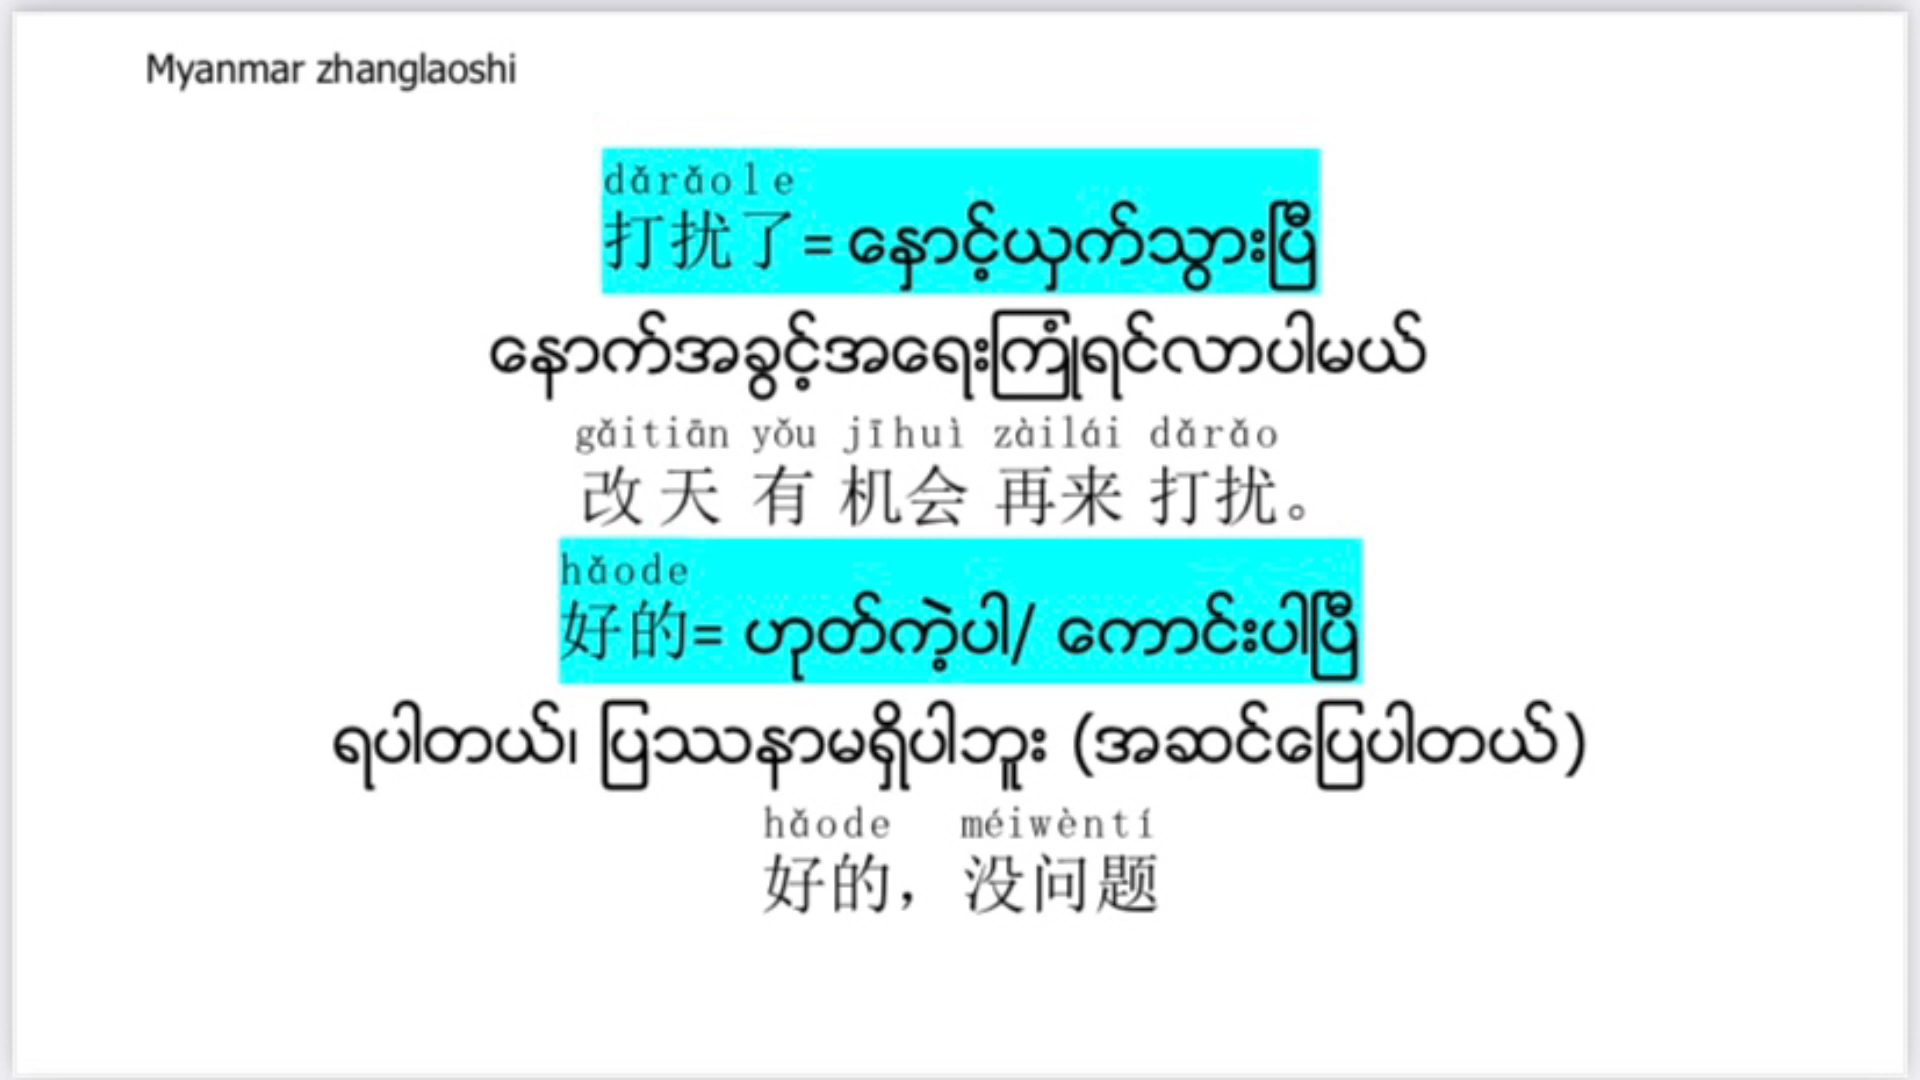 Myanmar zhanglaoshi
dǎrǎole
打扰了= နှောင့်ယှက်သွားပြီ
နောက်အခွင့်အရေးကြုံရင်လာပါမယ်
gǎitiān yǒu jīhuì zàilái dǎrǎo
改天 有 机会 再来 打扰。
hǎode
好的= ဟုတ်ကဲ့ပါ/ ကောင်းပါပြီ
ရပါတယ်၊ ပြဿနာမရှိပါဘူး (အဆင်ပြေပါတယ်)
hǎode méiwèntí
好的，没问题